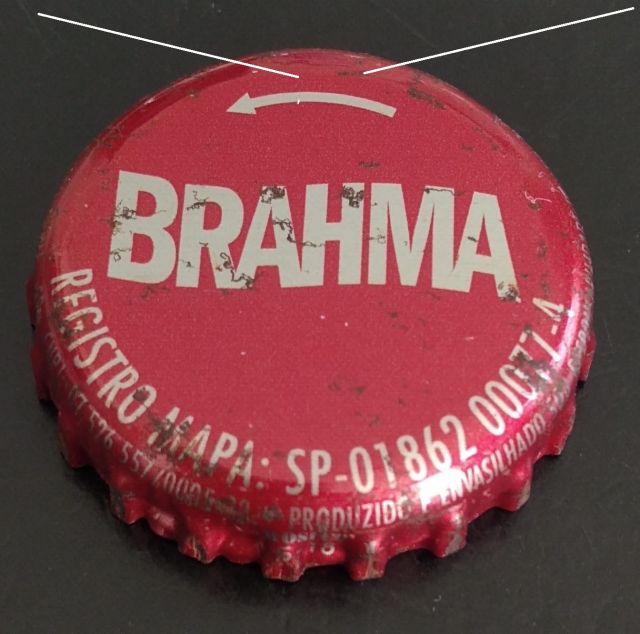 BRAHMA
REGISTRO MAPA: SP-01862 00077-4
PRODUZIDO E ENVASILHADO